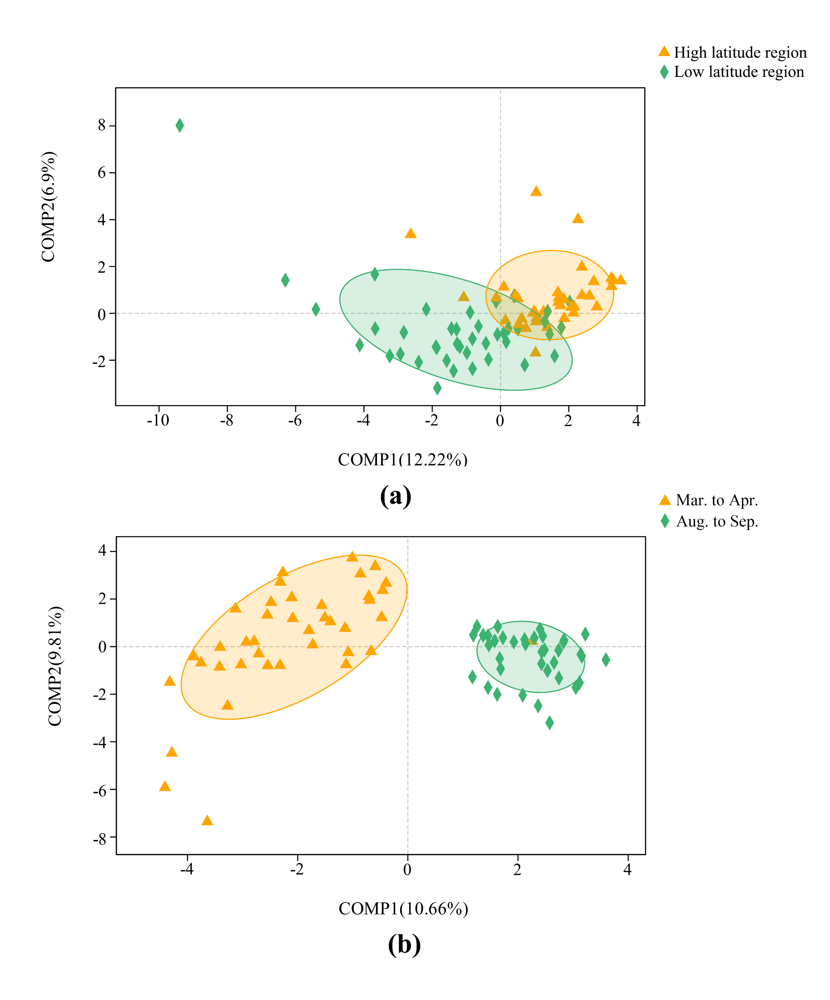 High latitude region
Low latitude region
COMP2(6.9%)
8
6
4
2
0
-2
-10 -8 -6 -4 -2 0 2 4
COMP1(12.22%)
(a)
Mar. to Apr.
Aug. to Sep.
COMP2(9.81%)
4
2
0
-2
-4
-6
-8
-4 -2 0 2 4
COMP1(10.66%)
(b)